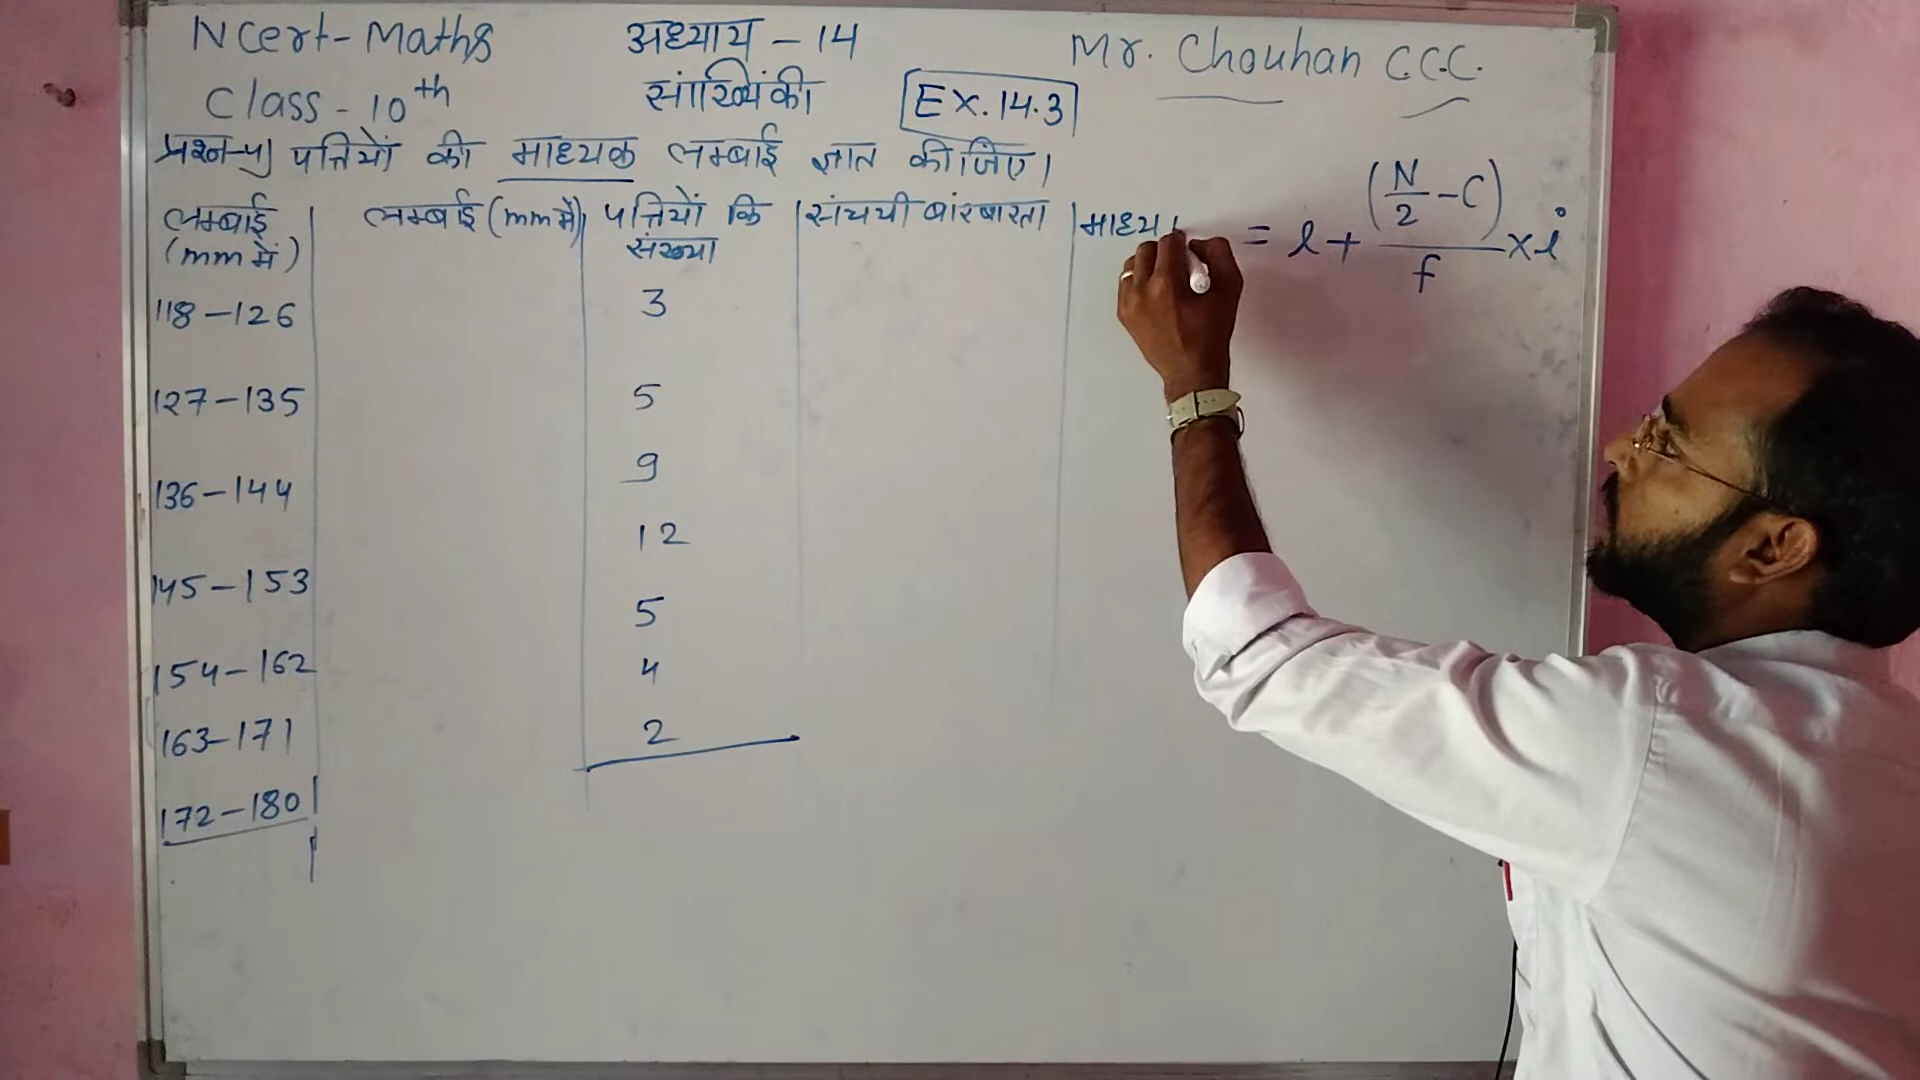 Ncert-Maths अध्याय - 14 Mr. Chouhan C.C.C.
Class - 10th सांख्यिकी EX.14.3
प्रश्न-4) पत्तियों की माध्यक लम्बाई ज्ञात कीजिए।
लम्बाई (mm में) लम्बाई (mm में) पत्तियों कि संख्या संचयी बारंबारता माध्य = l + (N/2 - C)/f × i
118-126 3
127-135 5
136-144 9
145-153 12
154-162 5
163-171 4
172-180 2